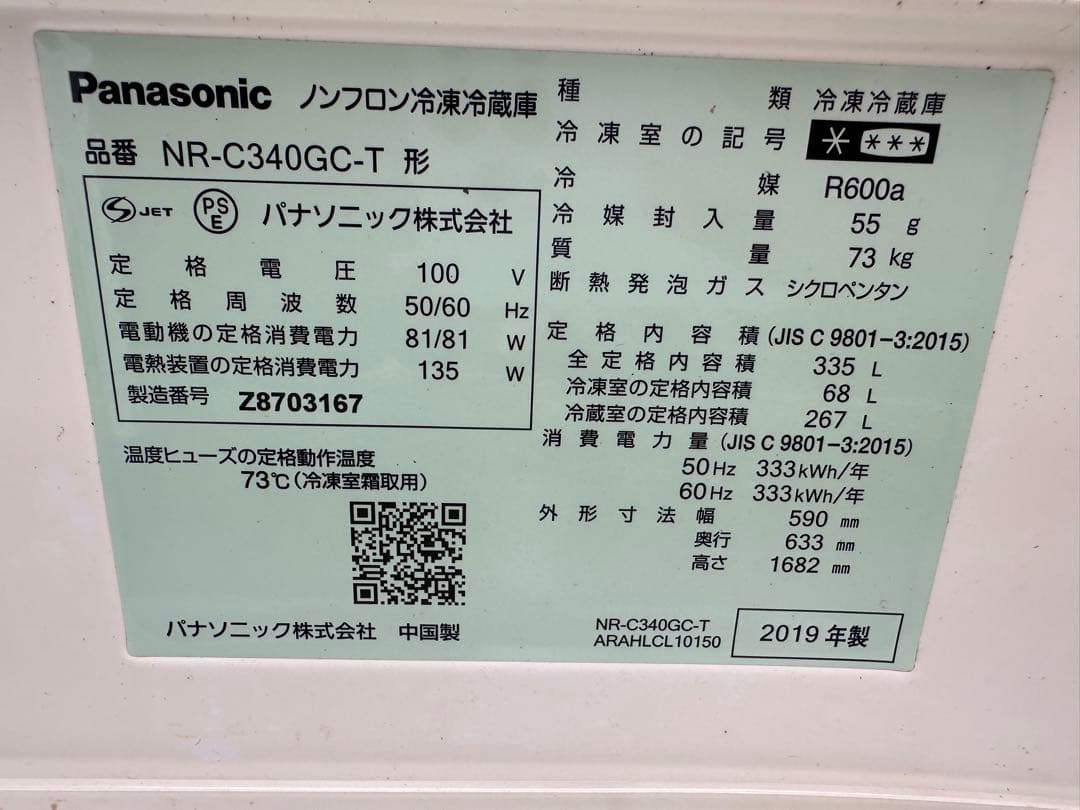 Panasonic ノンフロン冷凍冷蔵庫
品番 NR-C340GC-T 形
S JET PSE パナソニック株式会社
定格電圧 100 V
定格周波数 50/60 Hz
電動機の定格消費電力 81/81 W
電熱装置の定格消費電力 135 W
製造番号 Z8703167
温度ヒューズの定格動作温度
73℃(冷凍室霜取用)
パナソニック株式会社 中国製
種類 冷凍冷蔵庫
冷凍室の記号 * ***
冷媒 R600a
冷媒封入量 55 g
質量 73 kg
断熱発泡ガス シクロペンタン
定格内容積 (JIS C 9801-3:2015)
全定格内容積 335 L
冷凍室の定格内容積 68 L
冷蔵室の定格内容積 267 L
消費電力量 (JIS C 9801-3:2015)
50Hz 333kWh/年
60Hz 333kWh/年
外形寸法 幅 590 mm
奥行 633 mm
高さ 1682 mm
NR-C340GC-T
ARAHLCL10150
2019 年製